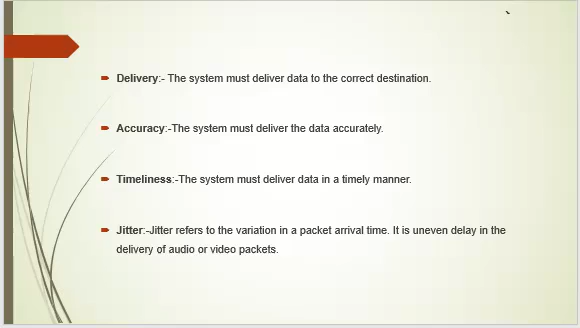 `
Delivery:- The system must deliver data to the correct destination.
Accuracy:-The system must deliver the data accurately.
Timeliness:-The system must deliver data in a timely manner.
Jitter:-Jitter refers to the variation in a packet arrival time. It is uneven delay in the
delivery of audio or video packets.